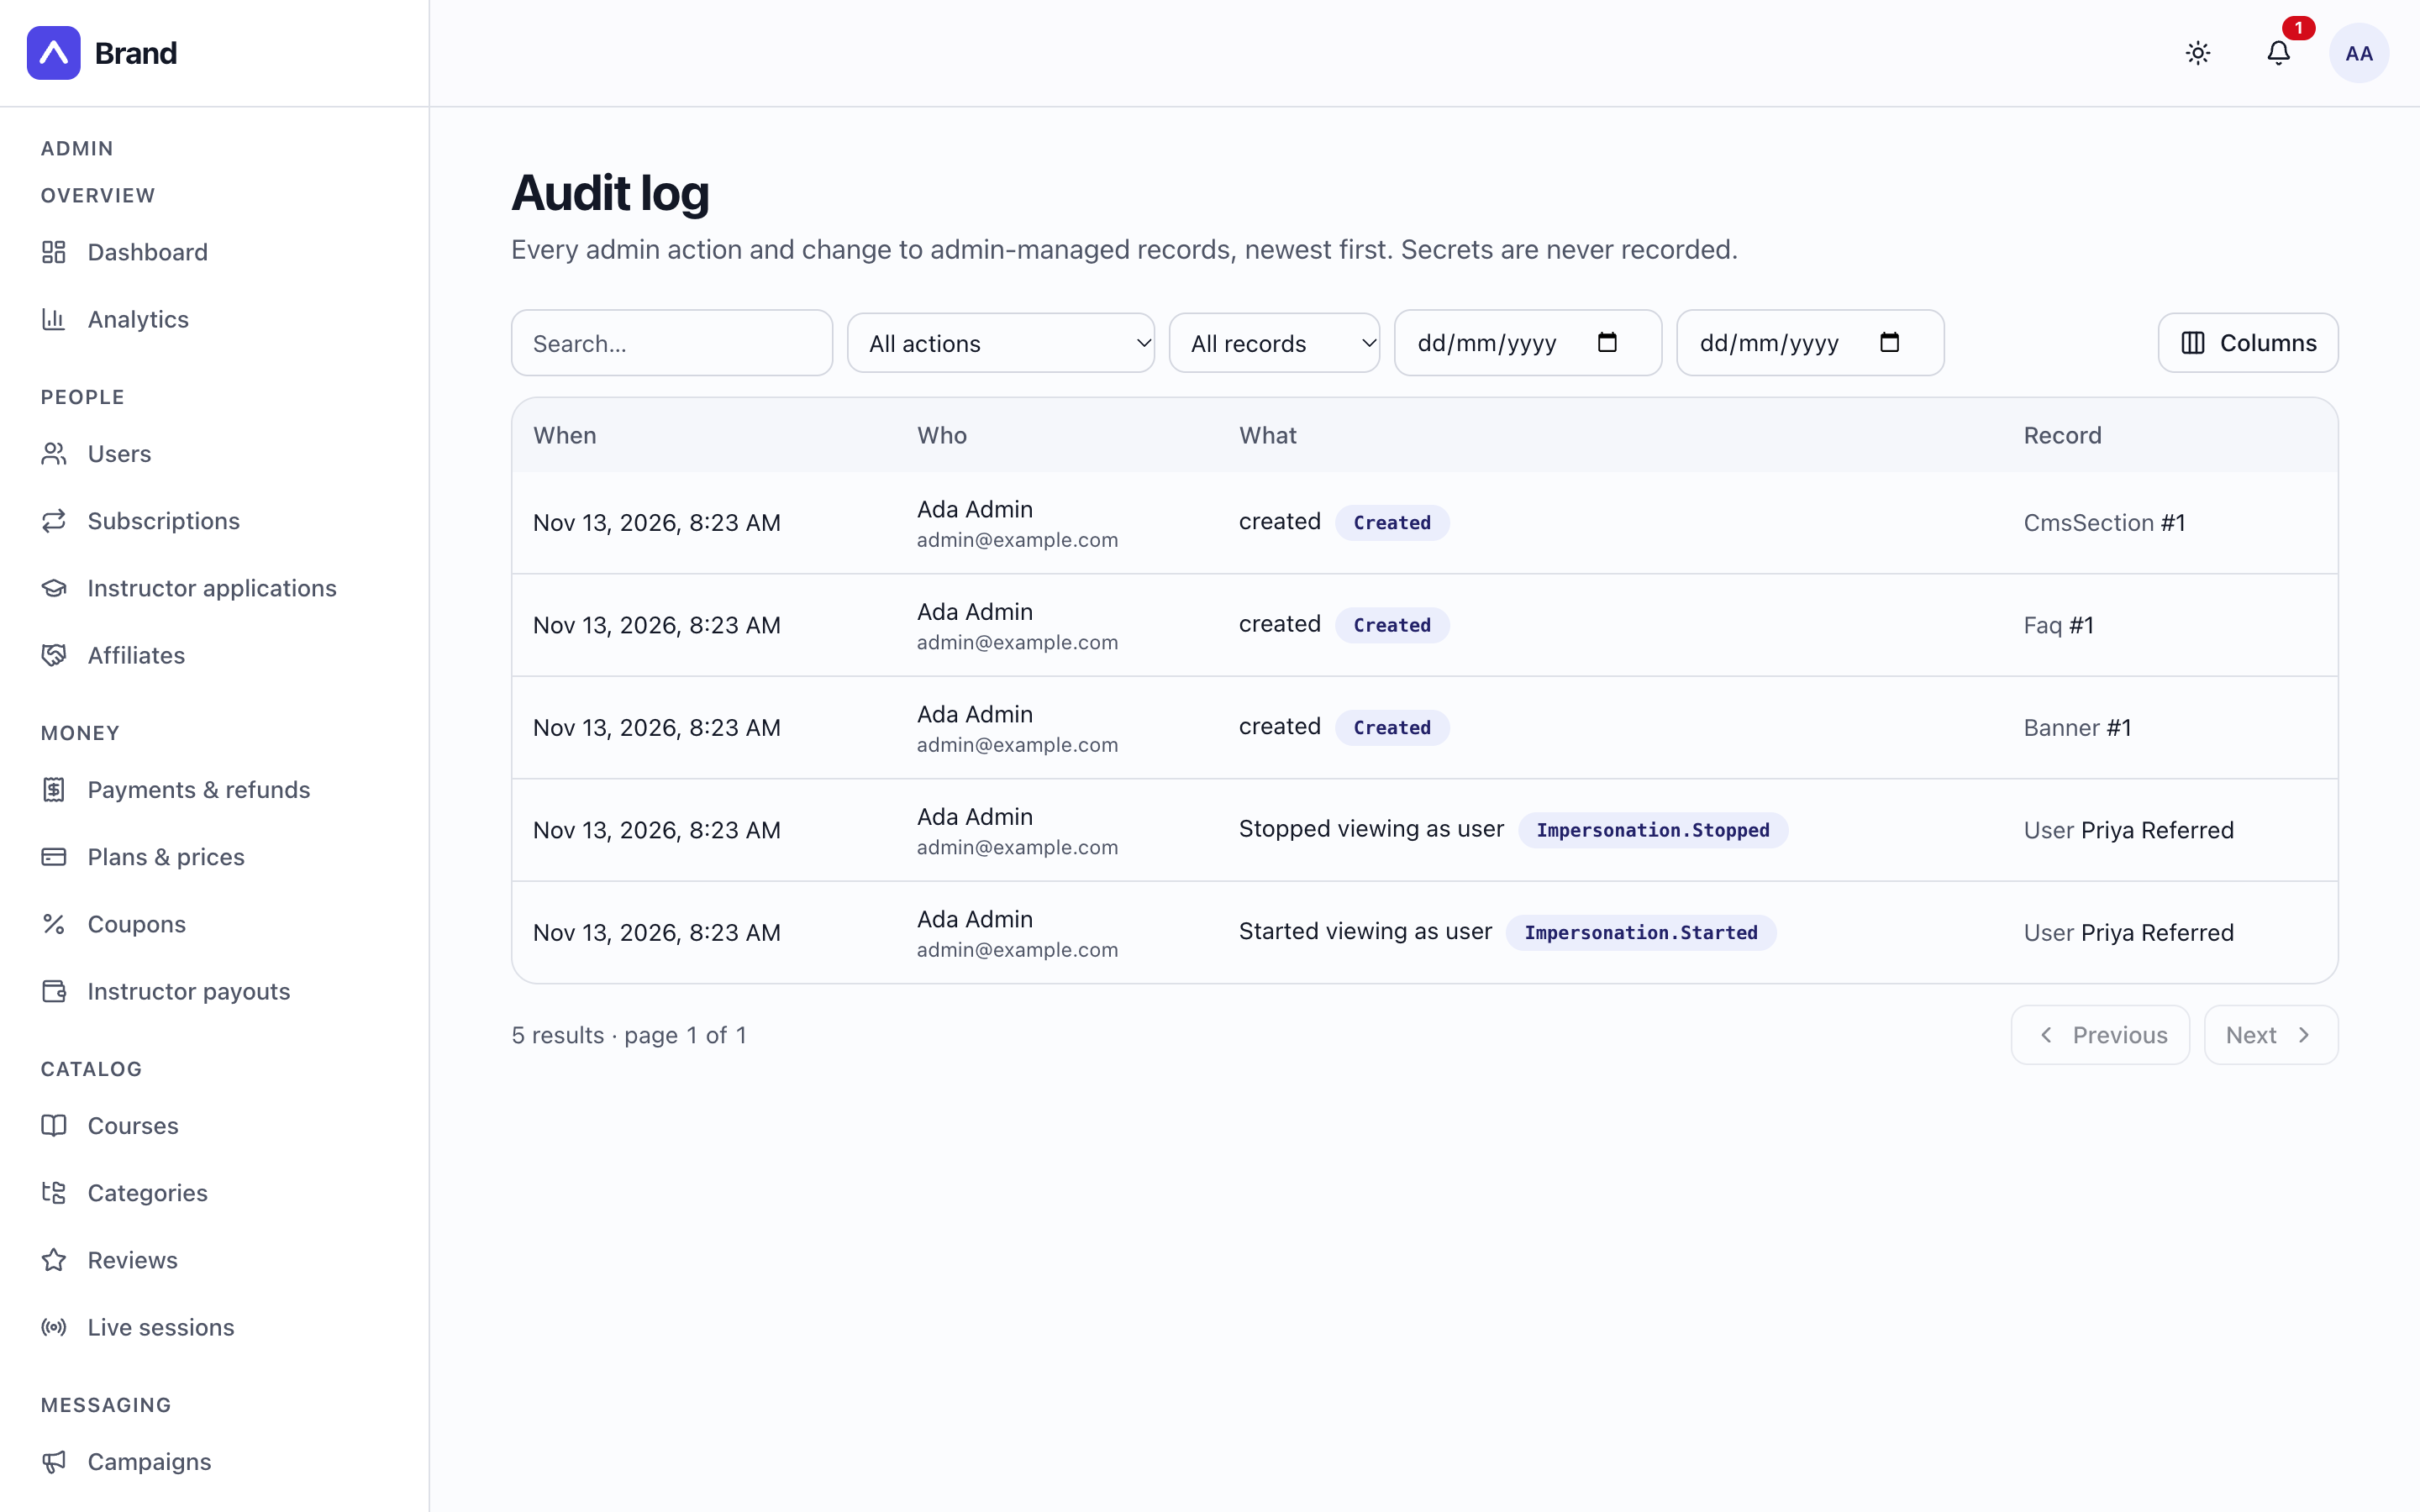 Brand
1
AA
ADMIN
OVERVIEW
Dashboard
Analytics
PEOPLE
Users
Subscriptions
Instructor applications
Affiliates
MONEY
Payments & refunds
Plans & prices
Coupons
Instructor payouts
CATALOG
Courses
Categories
Reviews
Live sessions
MESSAGING
Campaigns
Audit log
Every admin action and change to admin-managed records, newest first. Secrets are never recorded.
Search... All actions All records dd/mm/yyyy dd/mm/yyyy Columns
When Who What Record
Nov 13, 2026, 8:23 AM Ada Admin created Created CmsSection #1
admin@example.com
Nov 13, 2026, 8:23 AM Ada Admin created Created Faq #1
admin@example.com
Nov 13, 2026, 8:23 AM Ada Admin created Created Banner #1
admin@example.com
Nov 13, 2026, 8:23 AM Ada Admin Stopped viewing as user Impersonation.Stopped User Priya Referred
admin@example.com
Nov 13, 2026, 8:23 AM Ada Admin Started viewing as user Impersonation.Started User Priya Referred
admin@example.com
5 results · page 1 of 1 Previous Next